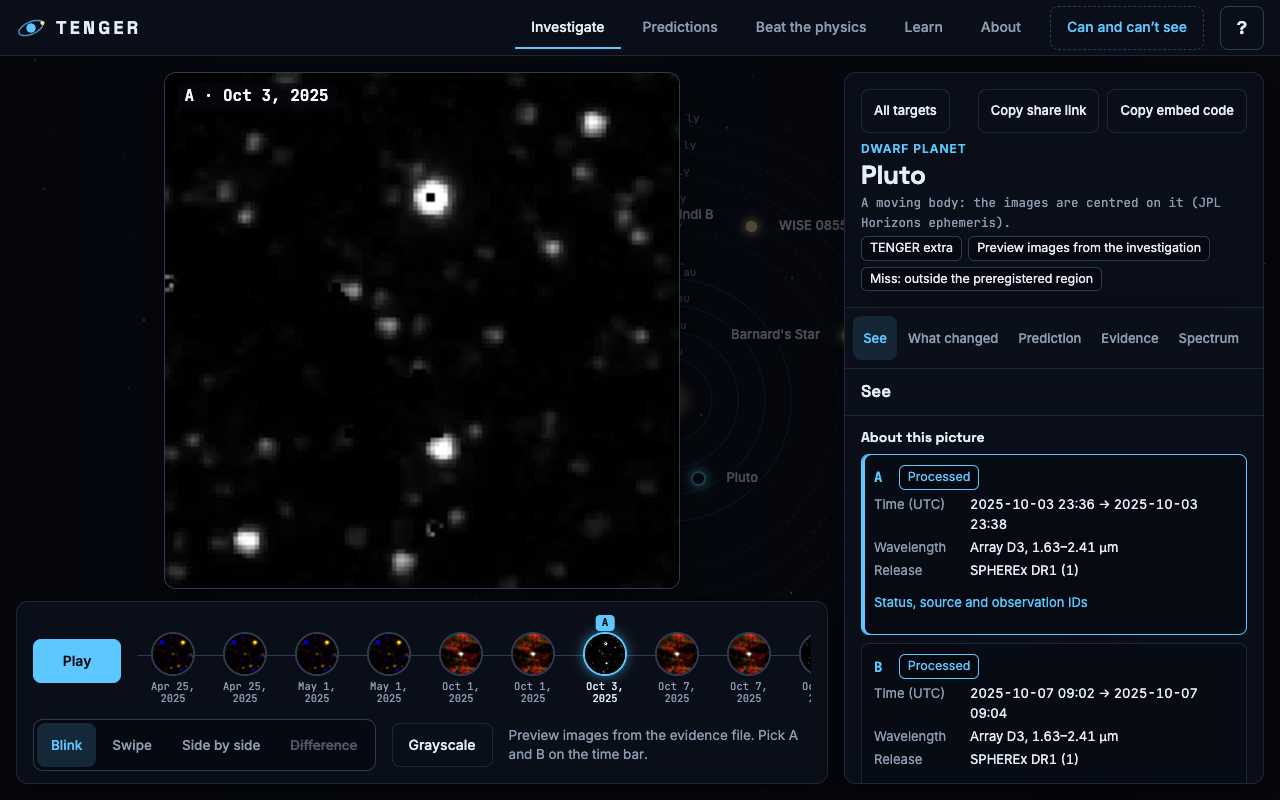 TENGER
Investigate
Predictions
Beat the physics
Learn
About
Can and can't see
?
A · Oct 3, 2025
ly
ly
Indi B
WISE 0855
au
au
Barnard's Star
Pluto
All targets
Copy share link
Copy embed code
DWARF PLANET
Pluto
A moving body: the images are centred on it (JPL
Horizons ephemeris).
TENGER extra
Preview images from the investigation
Miss: outside the preregistered region
See
What changed
Prediction
Evidence
Spectrum
See
About this picture
A Processed
Time (UTC) 2025-10-03 23:36 → 2025-10-03
23:38
Wavelength Array D3, 1.63–2.41 µm
Release SPHEREx DR1 (1)
Status, source and observation IDs
B Processed
Time (UTC) 2025-10-07 09:02 → 2025-10-07
09:04
Wavelength Array D3, 1.63–2.41 µm
Release SPHEREx DR1 (1)
Play
A
Apr 25,
2025
Apr 25,
2025
May 1,
2025
May 1,
2025
Oct 1,
2025
Oct 1,
2025
Oct 3,
2025
Oct 7,
2025
Oct 7,
2025
Blink
Swipe
Side by side
Difference
Grayscale
Preview images from the evidence file. Pick A
and B on the time bar.